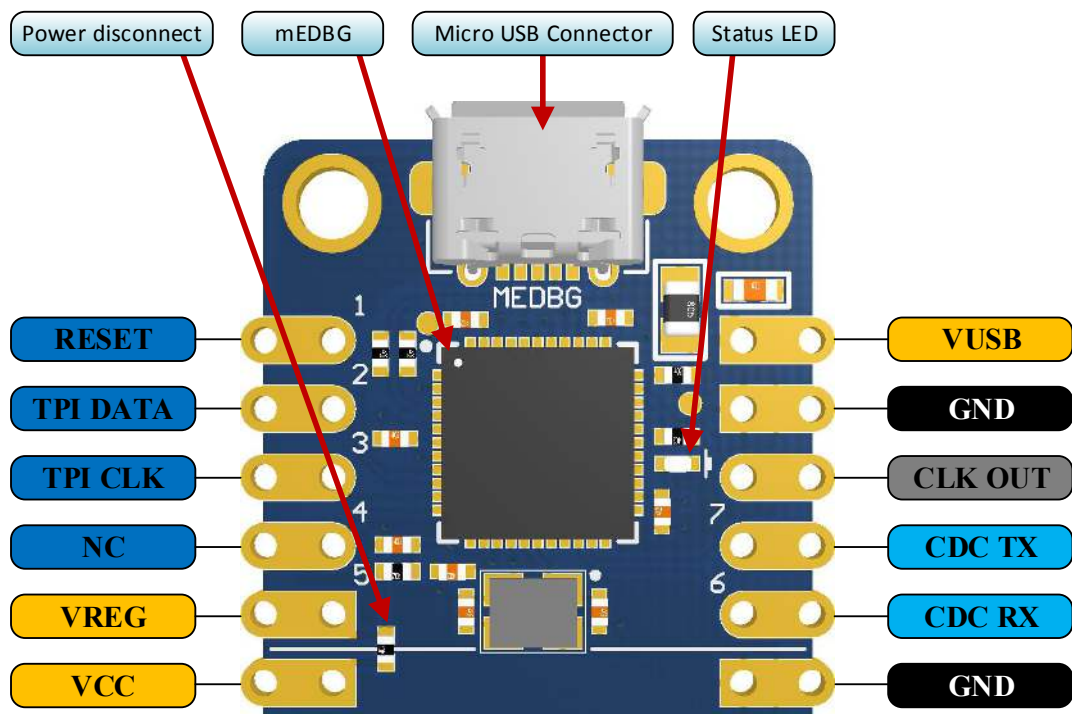 Power disconnect
mEDBG
Micro USB Connector
Status LED
MEDBG
1
RESET
VUSB
2
TPI DATA
GND
3
TPI CLK
CLK OUT
4
7
NC
CDC TX
5
6
VREG
CDC RX
VCC
GND